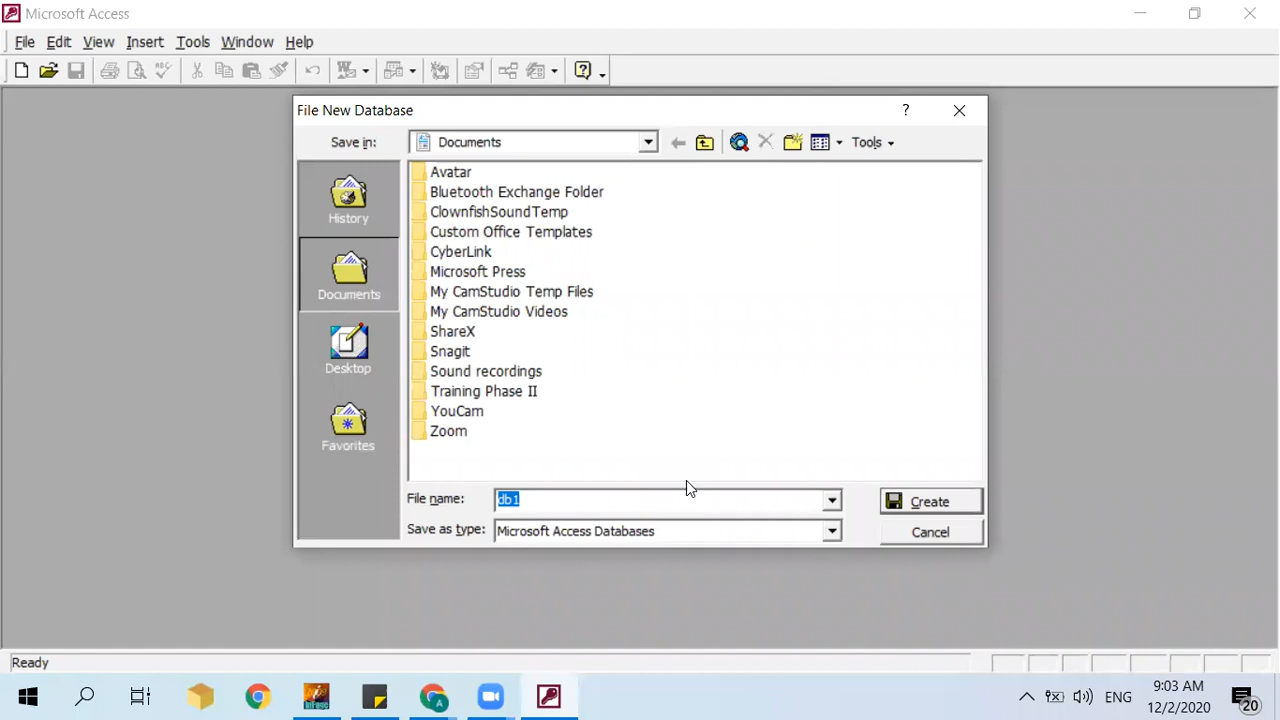 Microsoft Access
File Edit View Insert Tools Window Help
File New Database
Save in: Documents Tools
History
Documents
Desktop
Favorites
Avatar
Bluetooth Exchange Folder
ClownfishSoundTemp
Custom Office Templates
CyberLink
Microsoft Press
My CamStudio Temp Files
My CamStudio Videos
ShareX
Snagit
Sound recordings
Training Phase II
YouCam
Zoom
File name: db1 Create
Save as type: Microsoft Access Databases Cancel
Ready
ENG
9:03 AM
12/2/2020
20